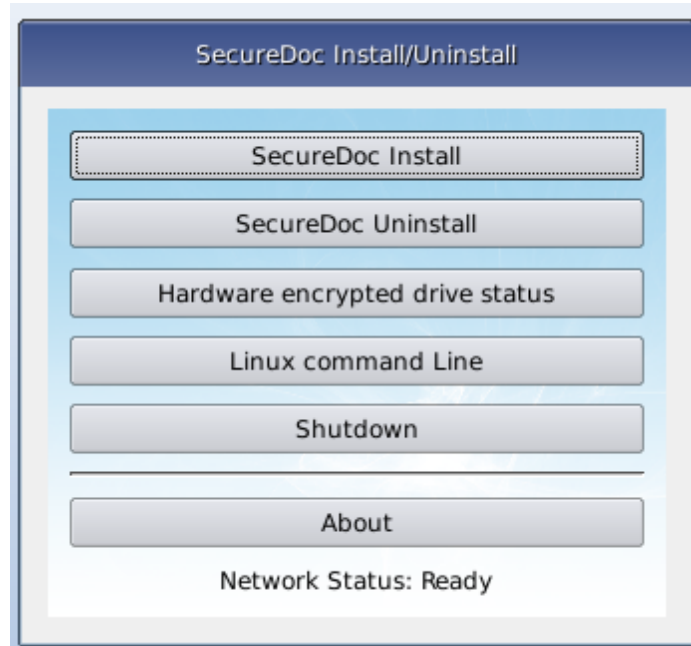 SecureDoc Install/Uninstall
SecureDoc Install
SecureDoc Uninstall
Hardware encrypted drive status
Linux command Line
Shutdown
About
Network Status: Ready